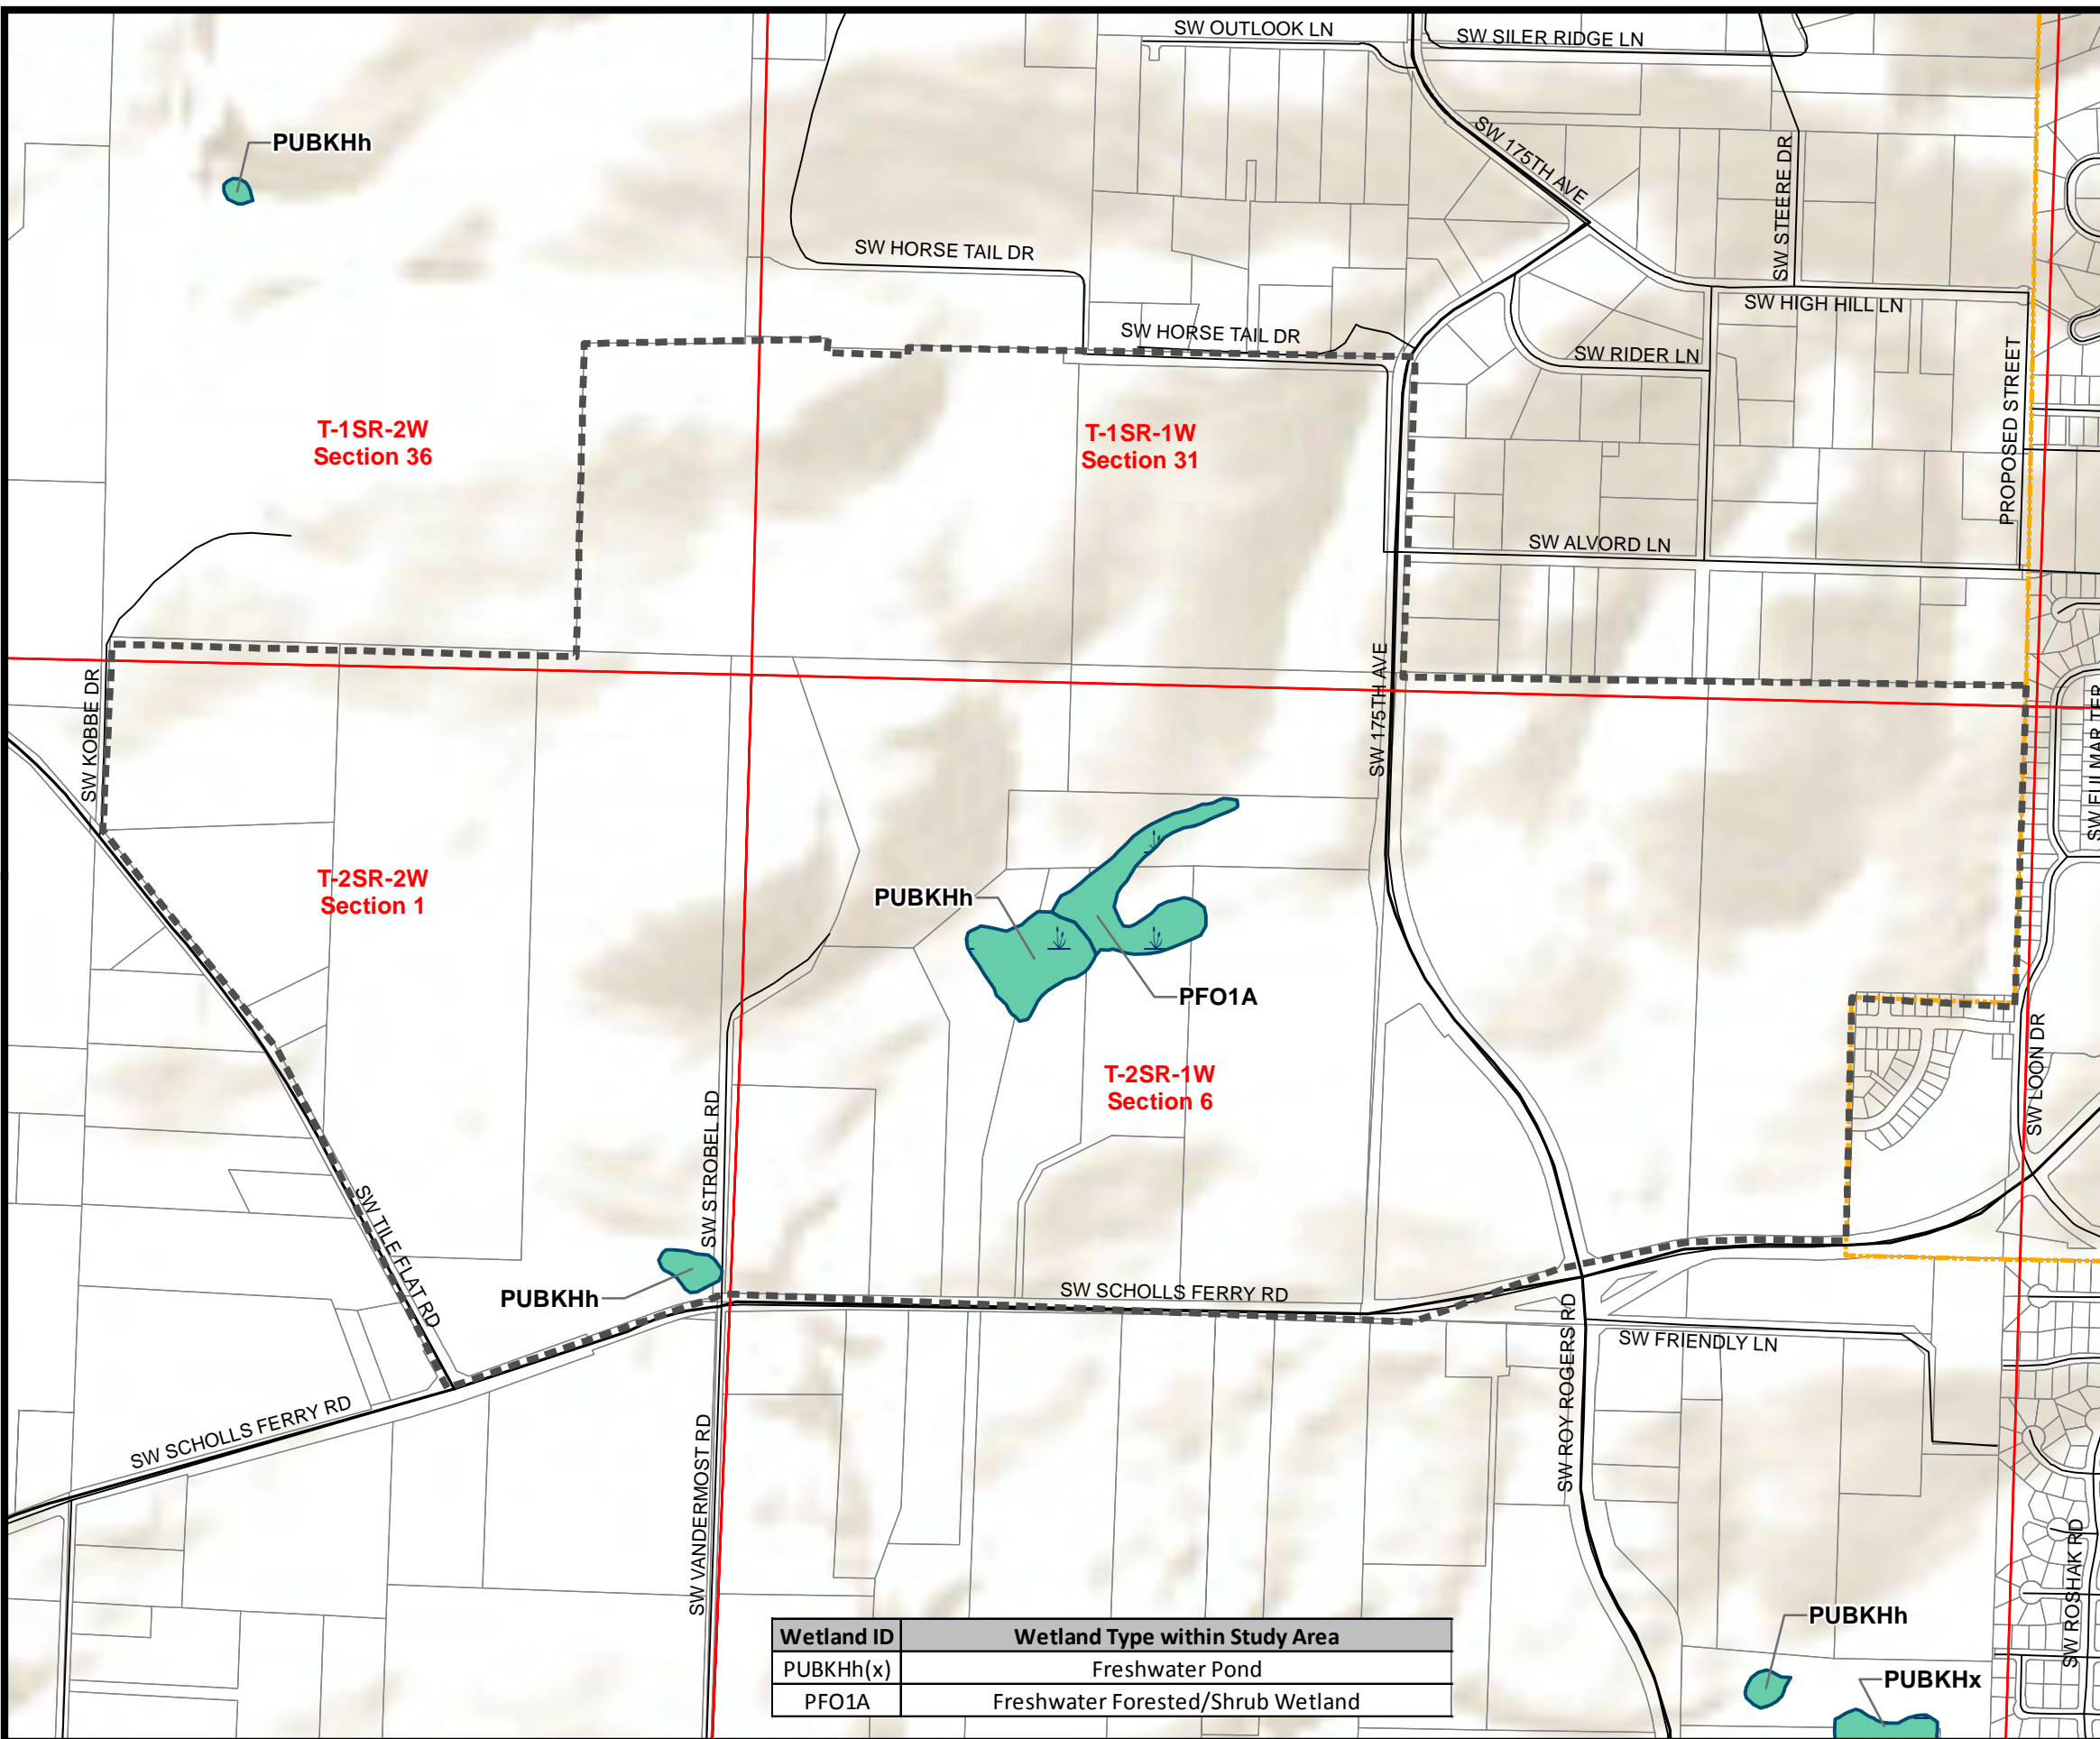 SW OUTLOOK LN
SW SILER RIDGE LN
PUBKHh
SW 175TH AVE
SW STEERE DR
SW HORSE TAIL DR
SW HIGH HILL LN
SW HORSE TAIL DR
SW RIDER LN
PROPOSED STREET
T-1SR-2W
Section 36
T-1SR-1W
Section 31
SW ALVORD LN
SW KOBE DR
SW 175TH AVE
SW FULMAR TER
T-2SR-2W
Section 1
PUBKHh
PFO1A
T-2SR-1W
Section 6
SW LOON DR
SW STROBEL RD
SW TILE FLAT RD
PUBKHh
SW SCHOLLS FERRY RD
SW FRIENDLY LN
SW ROY ROGERS RD
SW SCHOLLS FERRY RD
SW VANDERMOST RD
SW ROSHAK RD
PUBKHh
PUBKHx
Wetland ID Wetland Type within Study Area
PUBKHh(x) Freshwater Pond
PFO1A Freshwater Forested/Shrub Wetland